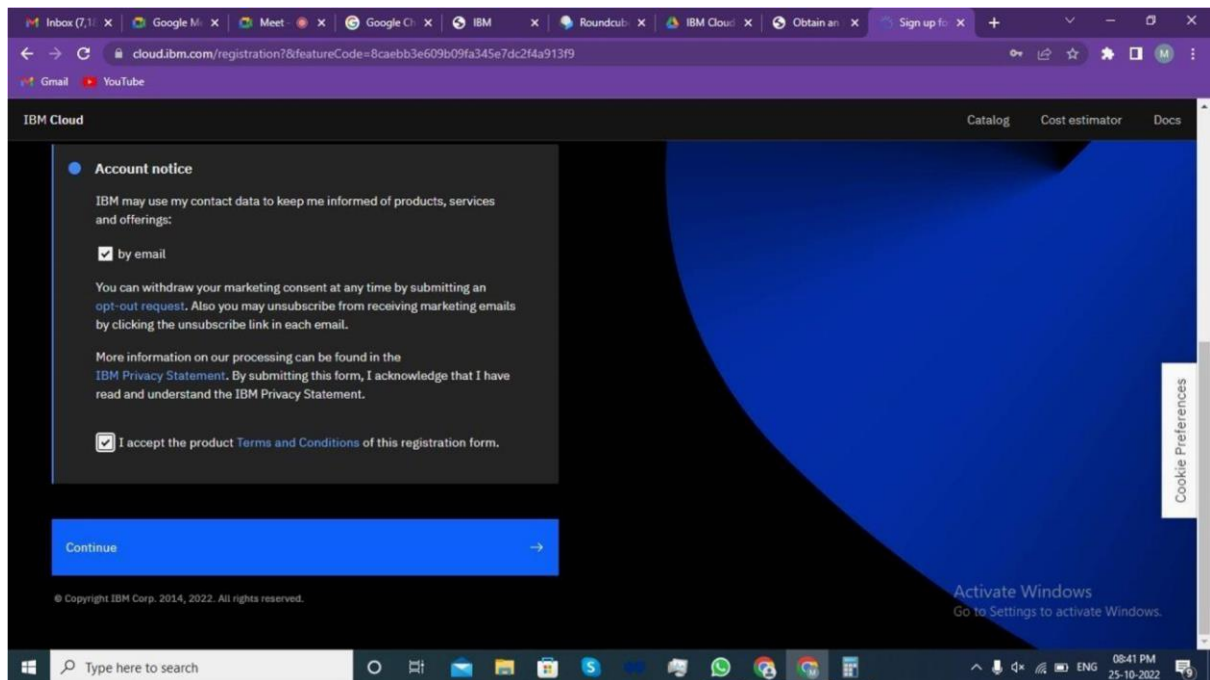 Inbox (7,1
Google M
Meet -
Google Ch
IBM
Roundcub
IBM Cloud
Obtain an
Sign up fo
cloud.ibm.com/registration?&featureCode=8caebb3e609b09fa345e7dc2f4a913f9
M
Gmail
YouTube
IBM Cloud
Catalog
Cost estimator
Docs
Account notice
IBM may use my contact data to keep me informed of products, services
and offerings:
by email
You can withdraw your marketing consent at any time by submitting an
opt-out request. Also you may unsubscribe from receiving marketing emails
by clicking the unsubscribe link in each email.
More information on our processing can be found in the
IBM Privacy Statement. By submitting this form, I acknowledge that I have
read and understand the IBM Privacy Statement.
I accept the product Terms and Conditions of this registration form.
Cookie Preferences
Continue
© Copyright IBM Corp. 2014, 2022. All rights reserved.
Activate Windows
Go to Settings to activate Windows.
Type here to search
ENG
08:41 PM
25-10-2022